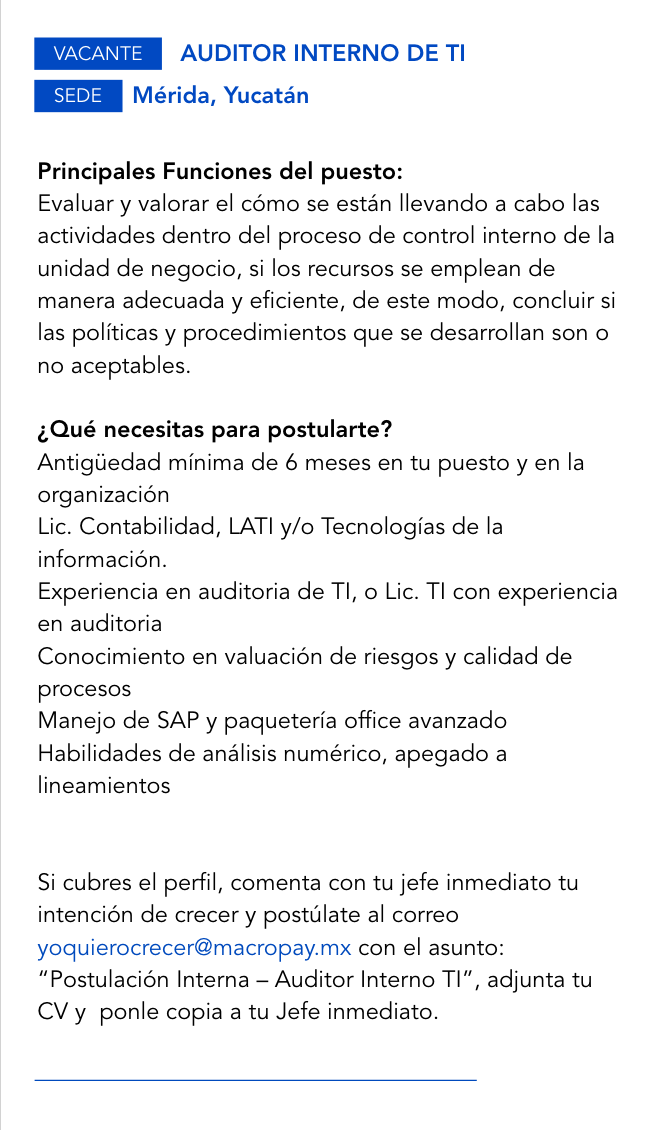 VACANTE AUDITOR INTERNO DE TI
SEDE Mérida, Yucatán
Principales Funciones del puesto:
Evaluar y valorar el cómo se están llevando a cabo las
actividades dentro del proceso de control interno de la
unidad de negocio, si los recursos se emplean de
manera adecuada y eficiente, de este modo, concluir si
las políticas y procedimientos que se desarrollan son o
no aceptables.
¿Qué necesitas para postularte?
Antigüedad mínima de 6 meses en tu puesto y en la
organización
Lic. Contabilidad, LATI y/o Tecnologías de la
información.
Experiencia en auditoria de TI, o Lic. TI con experiencia
en auditoria
Conocimiento en valuación de riesgos y calidad de
procesos
Manejo de SAP y paquetería office avanzado
Habilidades de análisis numérico, apegado a
lineamientos
Si cubres el perfil, comenta con tu jefe inmediato tu
intención de crecer y postúlate al correo
yoquierocrecer@macropay.mx con el asunto:
“Postulación Interna – Auditor Interno TI”, adjunta tu
CV y  ponle copia a tu Jefe inmediato.